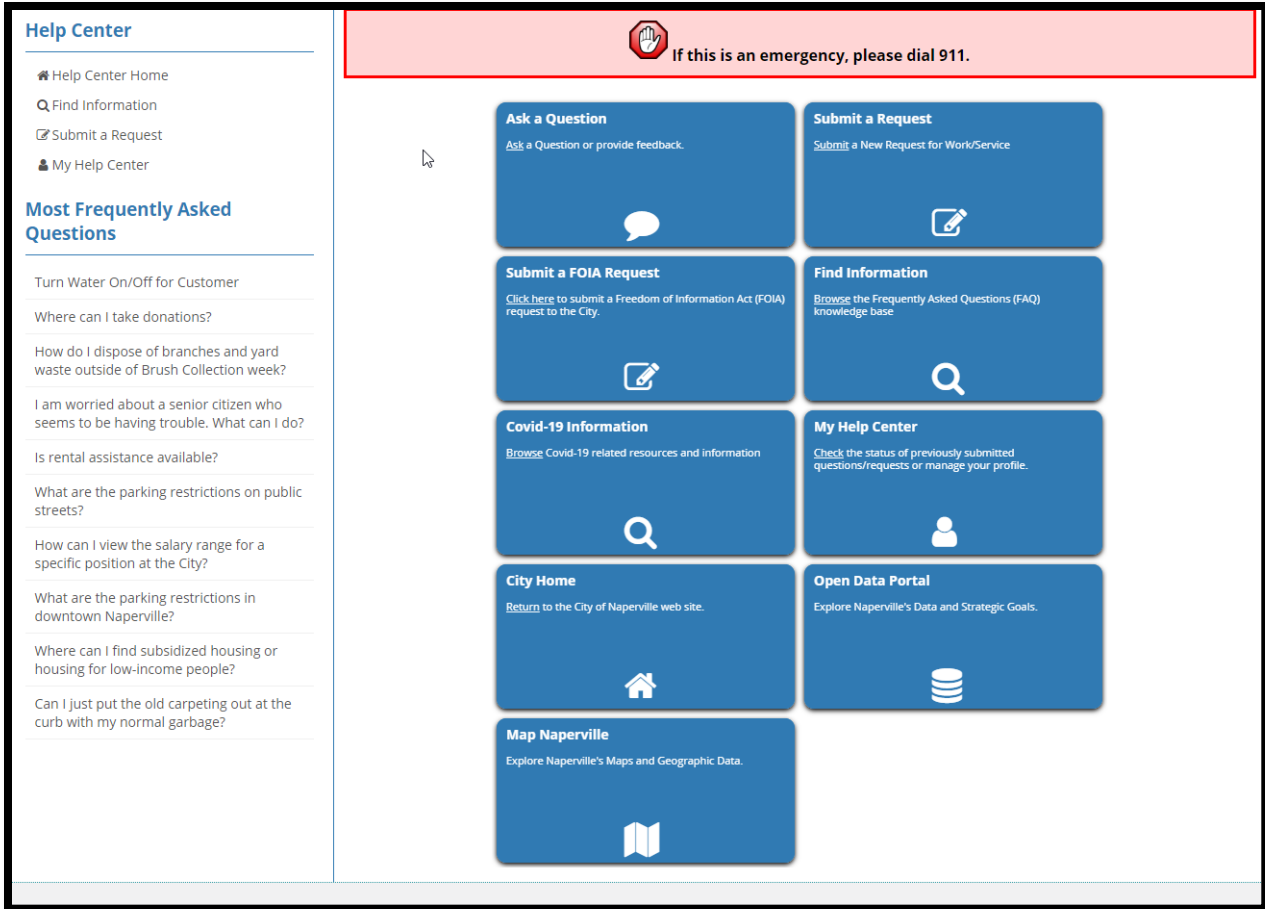 Help Center
Help Center Home
Find Information
Submit a Request
My Help Center
Most Frequently Asked
Questions
Turn Water On/Off for Customer
Where can I take donations?
How do I dispose of branches and yard
waste outside of Brush Collection week?
I am worried about a senior citizen who
seems to be having trouble. What can I do?
Is rental assistance available?
What are the parking restrictions on public
streets?
How can I view the salary range for a
specific position at the City?
What are the parking restrictions in
downtown Naperville?
Where can I find subsidized housing or
housing for low-income people?
Can I just put the old carpeting out at the
curb with my normal garbage?
If this is an emergency, please dial 911.
Ask a Question
Ask a Question or provide feedback.
Submit a Request
Submit a New Request for Work/Service
Submit a FOIA Request
Click here to submit a Freedom of Information Act (FOIA)
request to the City.
Find Information
Browse the Frequently Asked Questions (FAQ)
knowledge base
Covid-19 Information
Browse Covid-19 related resources and information
My Help Center
Check the status of previously submitted
questions/requests or manage your profile.
City Home
Return to the City of Naperville web site.
Open Data Portal
Explore Naperville's Data and Strategic Goals.
Map Naperville
Explore Naperville's Maps and Geographic Data.